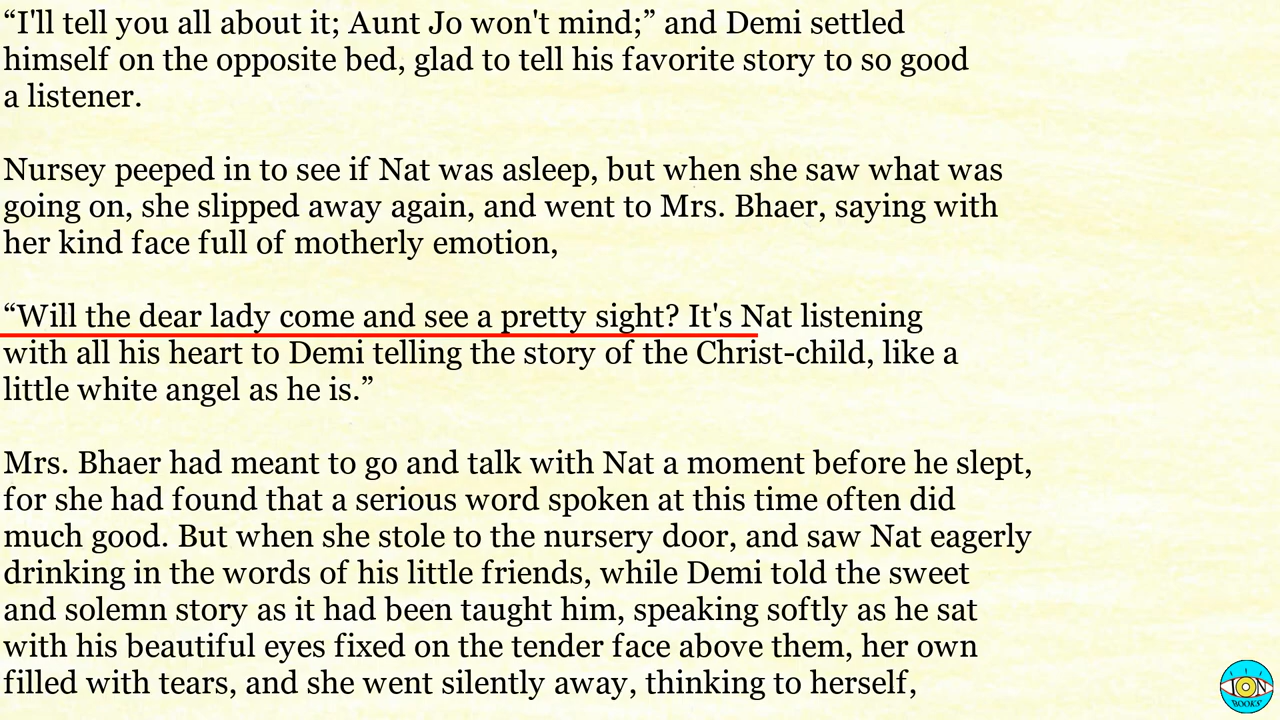 “I'll tell you all about it; Aunt Jo won't mind;” and Demi settled
himself on the opposite bed, glad to tell his favorite story to so good
a listener.
Nursey peeped in to see if Nat was asleep, but when she saw what was
going on, she slipped away again, and went to Mrs. Bhaer, saying with
her kind face full of motherly emotion,
“Will the dear lady come and see a pretty sight? It's Nat listening
with all his heart to Demi telling the story of the Christ-child, like a
little white angel as he is.”
Mrs. Bhaer had meant to go and talk with Nat a moment before he slept,
for she had found that a serious word spoken at this time often did
much good. But when she stole to the nursery door, and saw Nat eagerly
drinking in the words of his little friends, while Demi told the sweet
and solemn story as it had been taught him, speaking softly as he sat
with his beautiful eyes fixed on the tender face above them, her own
filled with tears, and she went silently away, thinking to herself,
ION
BOOKS